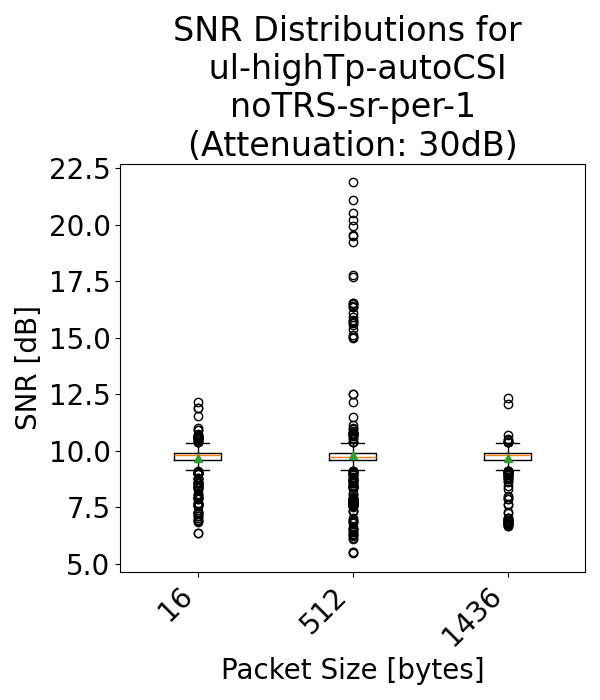 SNR Distributions for
ul-highTp-autoCSI
noTRS-sr-per-1
(Attenuation: 30dB)
22.5
20.0
17.5
15.0
12.5
10.0
7.5
5.0
SNR [dB]
16
512
1436
Packet Size [bytes]